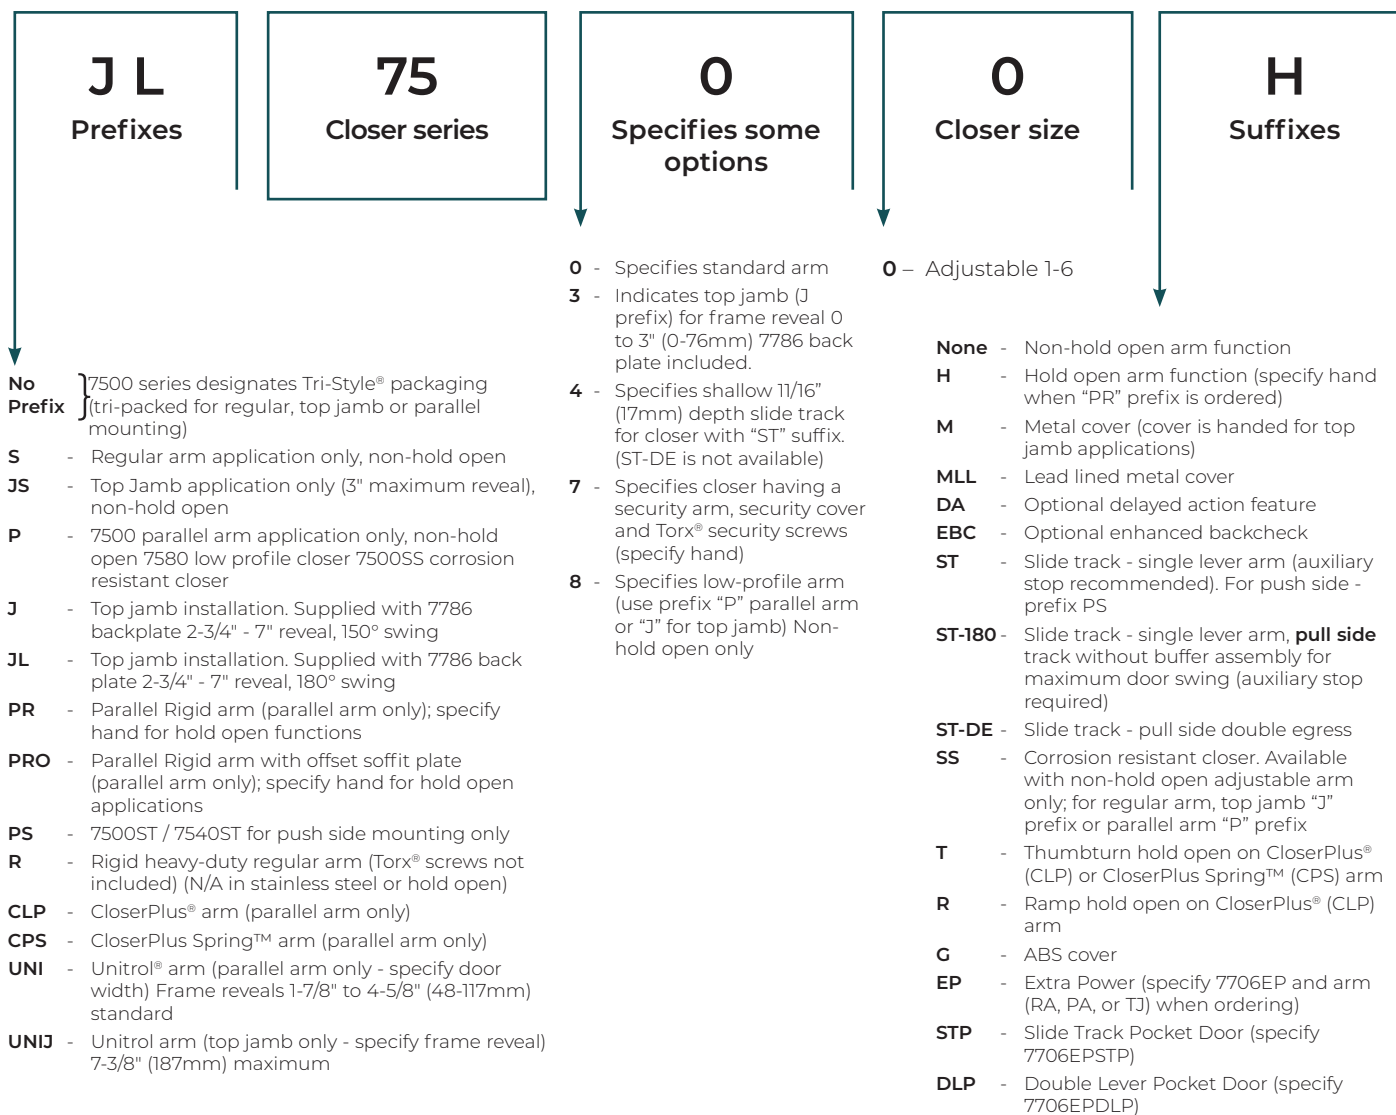 J L
Prefixes
75
Closer series
0
Specifies some
options
0
Closer size
H
Suffixes
No
Prefix
7500 series designates Tri-Style® packaging
(tri-packed for regular, top jamb or parallel
mounting)
S - Regular arm application only, non-hold open
JS - Top Jamb application only (3" maximum reveal),
non-hold open
P - 7500 parallel arm application only, non-hold
open 7580 low profile closer 7500SS corrosion
resistant closer
J - Top jamb installation. Supplied with 7786
backplate 2-3/4" - 7" reveal, 150° swing
JL - Top jamb installation. Supplied with 7786 back
plate 2-3/4" - 7" reveal, 180° swing
PR - Parallel Rigid arm (parallel arm only); specify
hand for hold open functions
PRO - Parallel Rigid arm with offset soffit plate
(parallel arm only); specify hand for hold open
applications
PS - 7500ST / 7540ST for push side mounting only
R - Rigid heavy-duty regular arm (Torx® screws not
included) (N/A in stainless steel or hold open)
CLP - CloserPlus® arm (parallel arm only)
CPS - CloserPlus Spring™ arm (parallel arm only)
UNI - Unitrol® arm (parallel arm only - specify door
width) Frame reveals 1-7/8" to 4-5/8" (48-117mm)
standard
UNIJ - Unitrol arm (top jamb only - specify frame reveal)
7-3/8" (187mm) maximum
0 - Specifies standard arm
3 - Indicates top jamb (J
prefix) for frame reveal 0
to 3" (0-76mm) 7786 back
plate included.
4 - Specifies shallow 11/16”
(17mm) depth slide track
for closer with “ST” suffix.
(ST-DE is not available)
7 - Specifies closer having a
security arm, security cover
and Torx® security screws
(specify hand)
8 - Specifies low-profile arm
(use prefix “P” parallel arm
or “J” for top jamb) Non-
hold open only
0 – Adjustable 1-6
None - Non-hold open arm function
H - Hold open arm function (specify hand
when “PR” prefix is ordered)
M - Metal cover (cover is handed for top
jamb applications)
MLL - Lead lined metal cover
DA - Optional delayed action feature
EBC - Optional enhanced backcheck
ST - Slide track - single lever arm (auxiliary
stop recommended). For push side -
prefix PS
ST-180 - Slide track - single lever arm, pull side
track without buffer assembly for
maximum door swing (auxiliary stop
required)
ST-DE - Slide track - pull side double egress
SS - Corrosion resistant closer. Available
with non-hold open adjustable arm
only; for regular arm, top jamb “J”
prefix or parallel arm “P” prefix
T - Thumbturn hold open on CloserPlus®
(CLP) or CloserPlus Spring™ (CPS) arm
R - Ramp hold open on CloserPlus® (CLP)
arm
G - ABS cover
EP - Extra Power (specify 7706EP and arm
(RA, PA, or TJ) when ordering)
STP - Slide Track Pocket Door (specify
7706EPSTP)
DLP - Double Lever Pocket Door (specify
7706EPDLP)